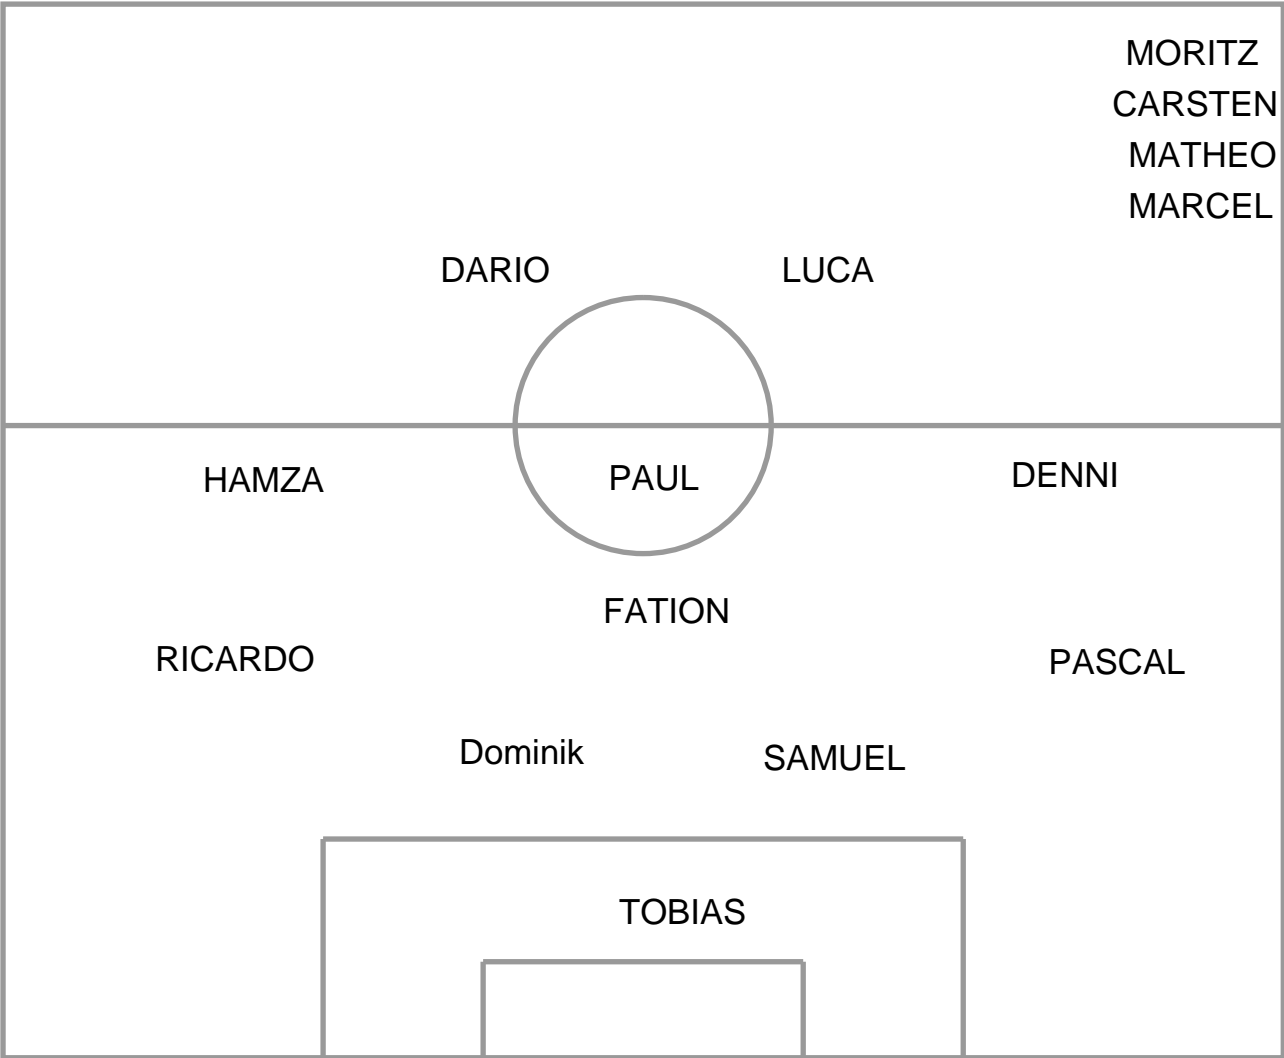 MORITZ
CARSTEN
MATHEO
MARCEL
DARIO LUCA
HAMZA PAUL DENNI
FATION
RICARDO PASCAL
Dominik SAMUEL
TOBIAS